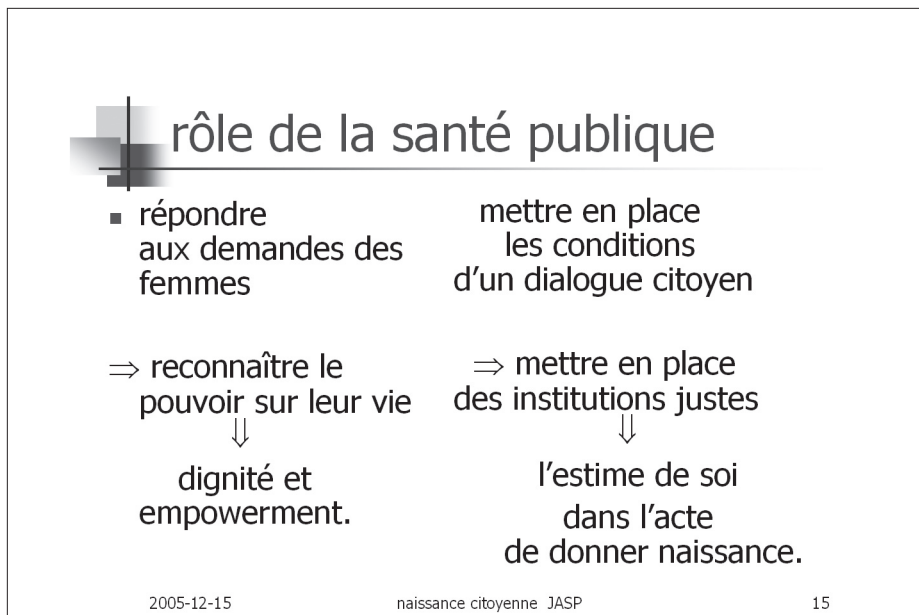 rôle de la santé publique
▪ répondre
aux demandes des
femmes
⇒ reconnaître le
pouvoir sur leur vie
⇓
dignité et
empowerment.
mettre en place
les conditions
d’un dialogue citoyen
⇒ mettre en place
des institutions justes
⇓
l’estime de soi
dans l’acte
de donner naissance.
2005-12-15 naissance citoyenne JASP 15